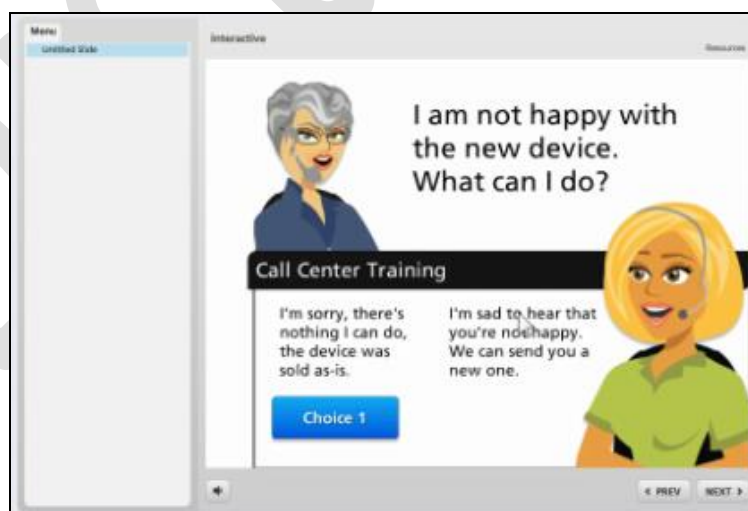 Menu
Untitled Slide
Interactive
Resources
I am not happy with
the new device.
What can I do?
Call Center Training
I'm sorry, there's
nothing I can do,
the device was
sold as-is.
I'm sad to hear that
you're not happy.
We can send you a
new one.
Choice 1
< PREV
NEXT >